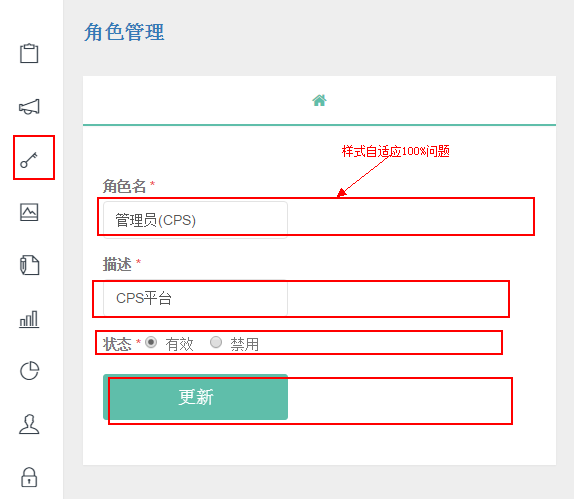 角色管理
样式自适应100%问题
角色名 *
管理员(CPS)
描述 *
CPS平台
状态 * 有效 禁用
更新